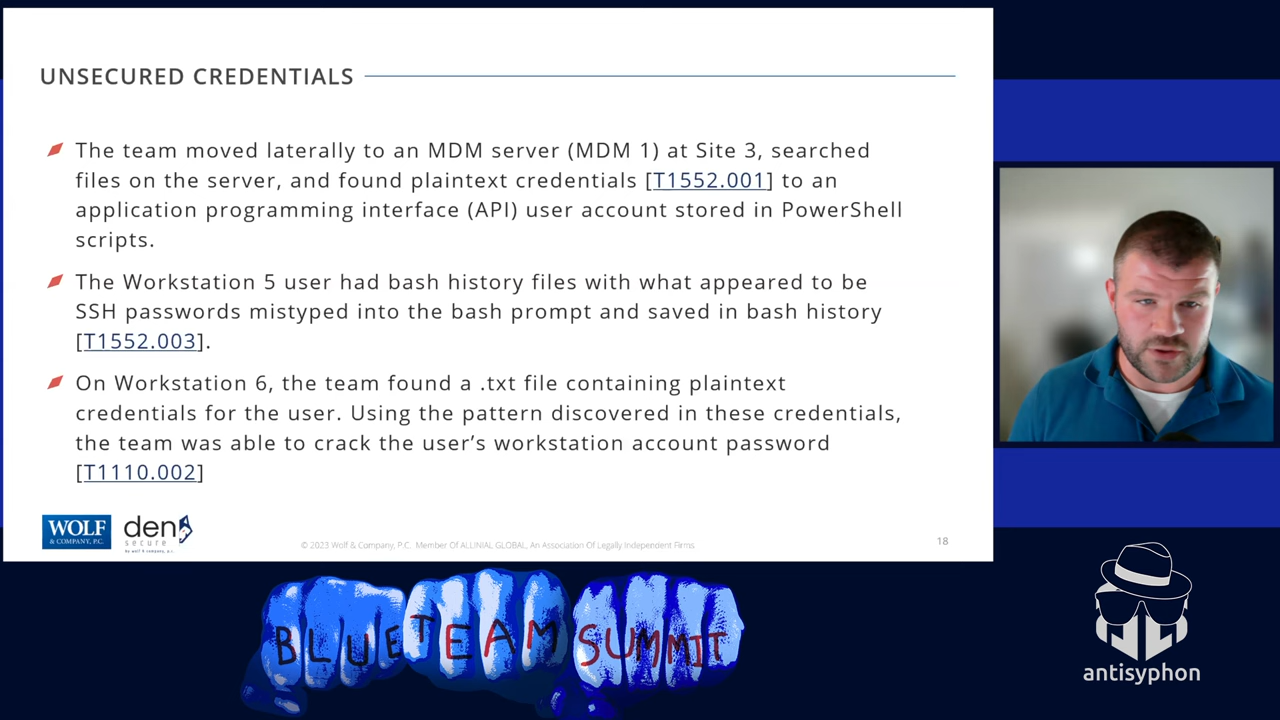 UNSECURED CREDENTIALS
The team moved laterally to an MDM server (MDM 1) at Site 3, searched
files on the server, and found plaintext credentials [T1552.001] to an
application programming interface (API) user account stored in PowerShell
scripts.
The Workstation 5 user had bash history files with what appeared to be
SSH passwords mistyped into the bash prompt and saved in bash history
[T1552.003].
On Workstation 6, the team found a .txt file containing plaintext
credentials for the user. Using the pattern discovered in these credentials,
the team was able to crack the user’s workstation account password
[T1110.002]
WOLF
& COMPANY, P.C.
den
secure
by wolf & company, p.c.
© 2023 Wolf & Company, P.C. Member Of ALLINIAL GLOBAL, An Association Of Legally Independent Firms
18
BLUE TEAM SUMMIT
antisyphon